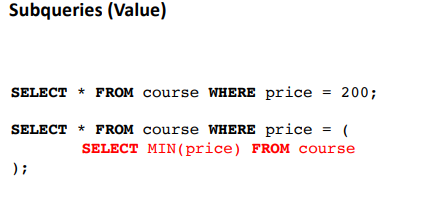 Subqueries (Value)
SELECT * FROM course WHERE price = 200;
SELECT * FROM course WHERE price = (
SELECT MIN(price) FROM course
);